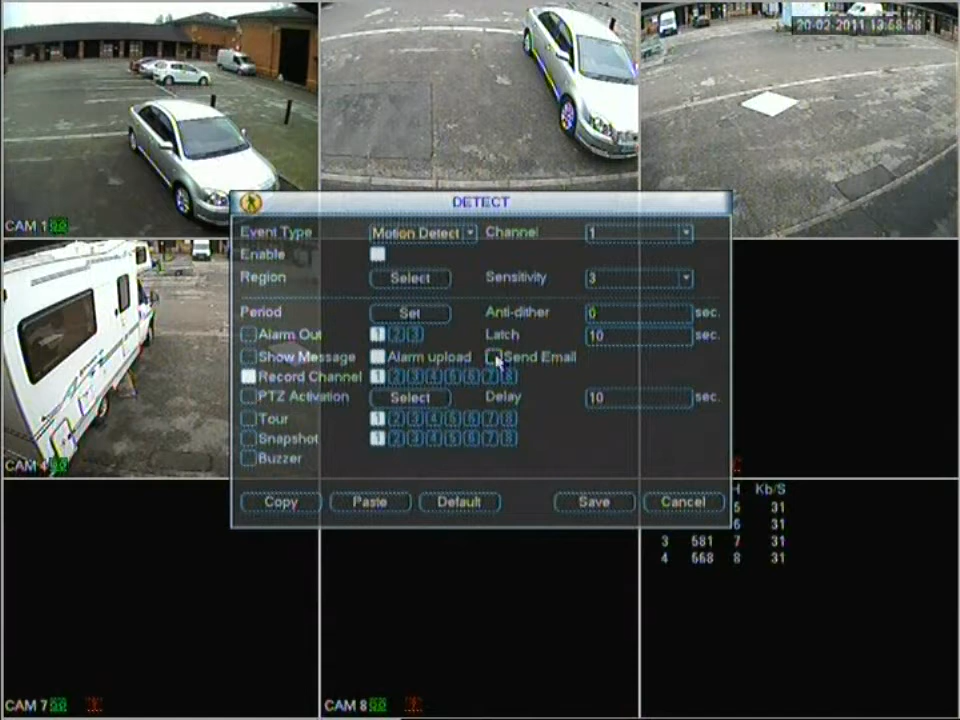 20-02-2011 13:58:58
CAM 1
DETECT
Event Type Motion Detect Channel 1
Enable
Region Select Sensitivity 3
Period Set Anti-dither 0 sec.
Alarm Out 1 2 3 Latch 10 sec.
Show Message Alarm upload Send Email
Record Channel 1 2 3 4 5 6 7 8
PTZ Activation Select Delay 10 sec.
Tour 1 2 3 4 5 6 7 8
Snapshot 1 2 3 4 5 6 7 8
Buzzer
CAM 4
Copy Paste Default Save Cancel
H Kb/S
5 31
6 31
3 581 7 31
4 568 8 31
CAM 7
CAM 8